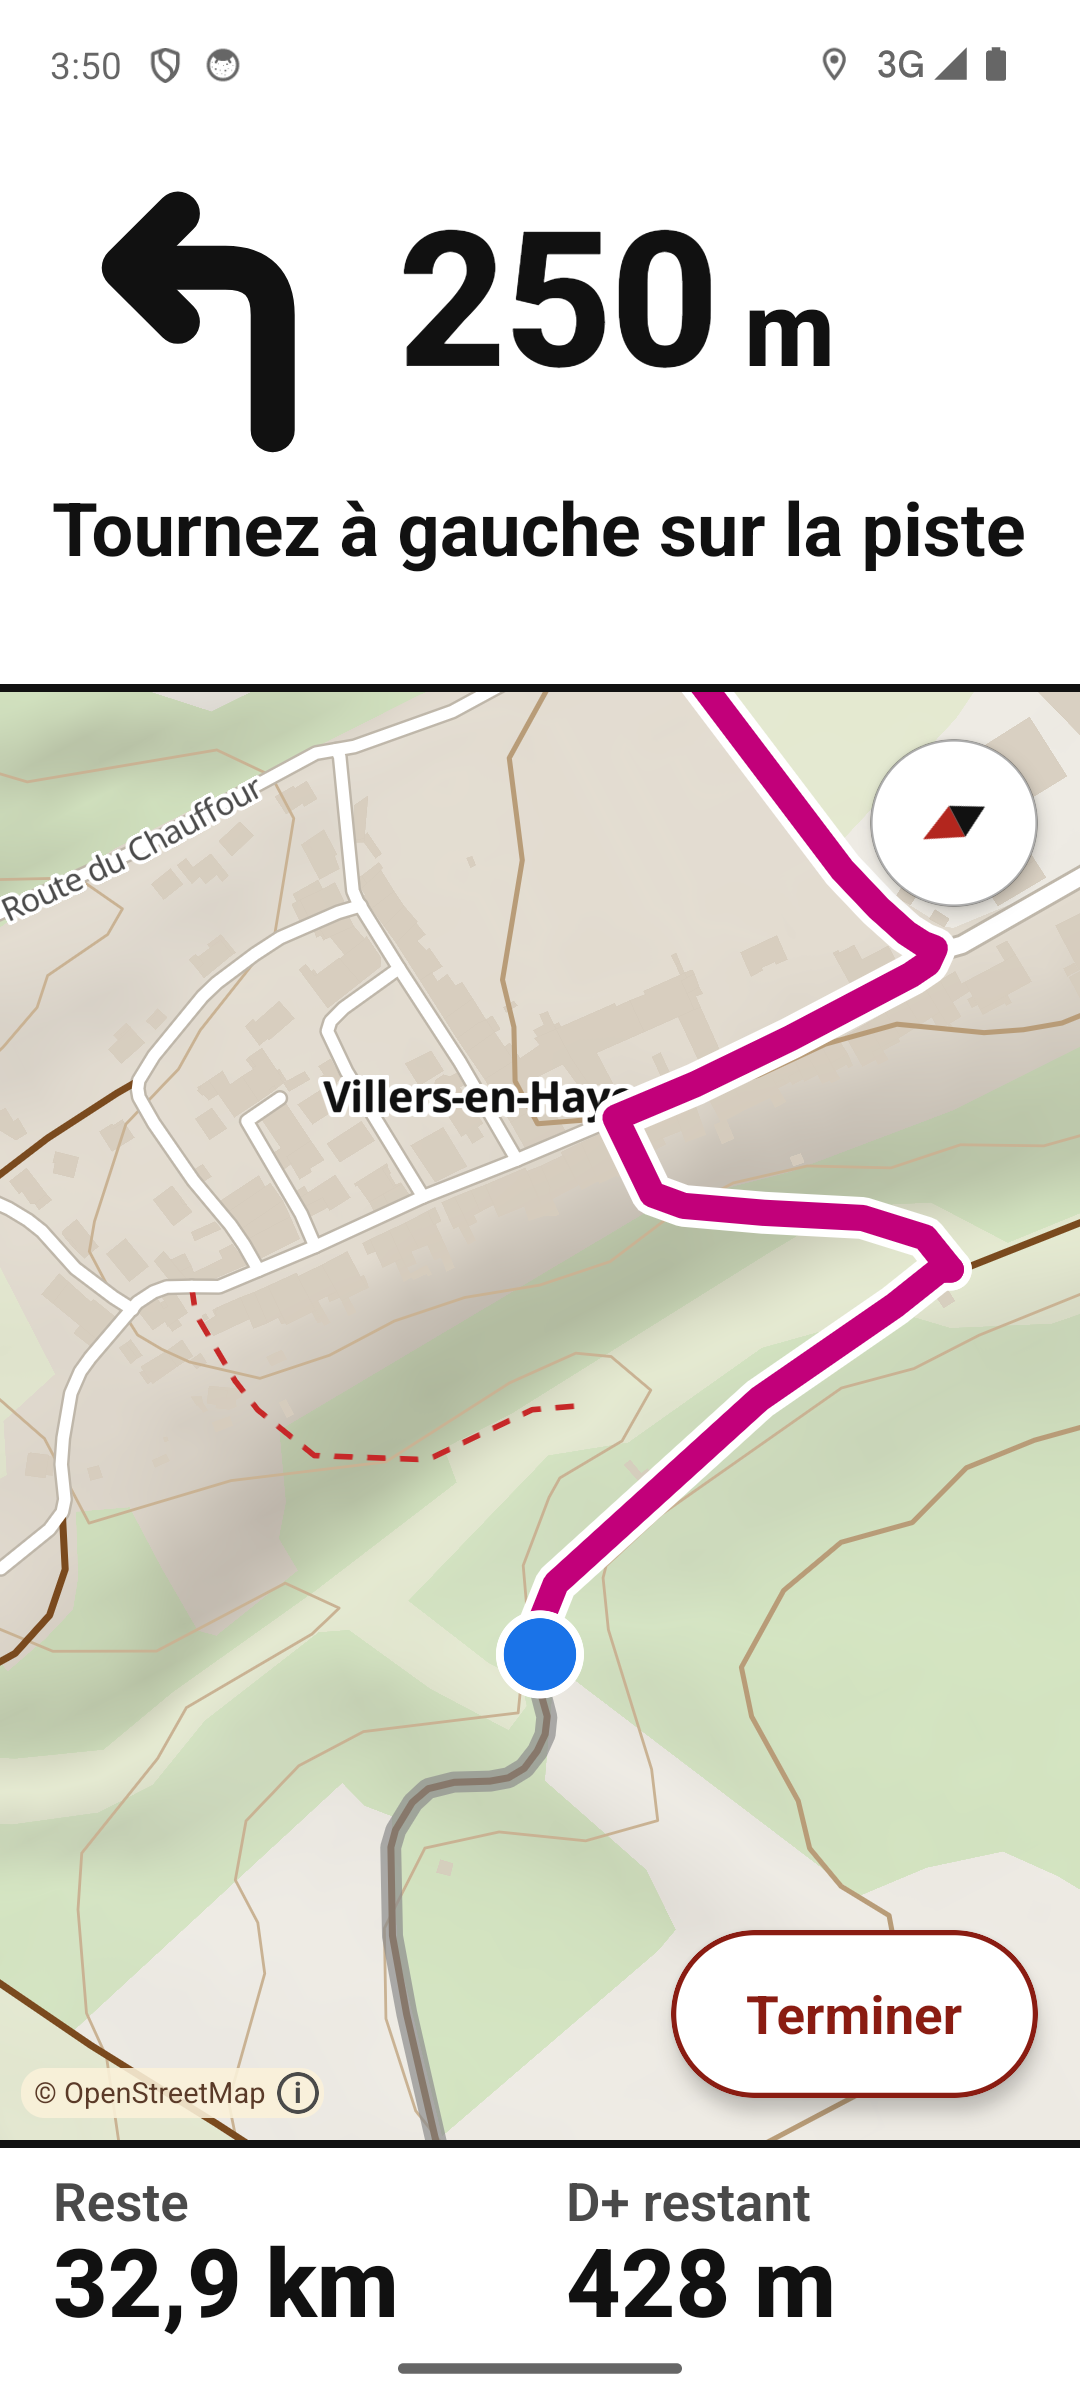 3:50
3G
250 m
Tournez à gauche sur la piste
Route du Chauffour
Villers-en-Haye
© OpenStreetMap
Terminer
Reste
D+ restant
32,9 km
428 m